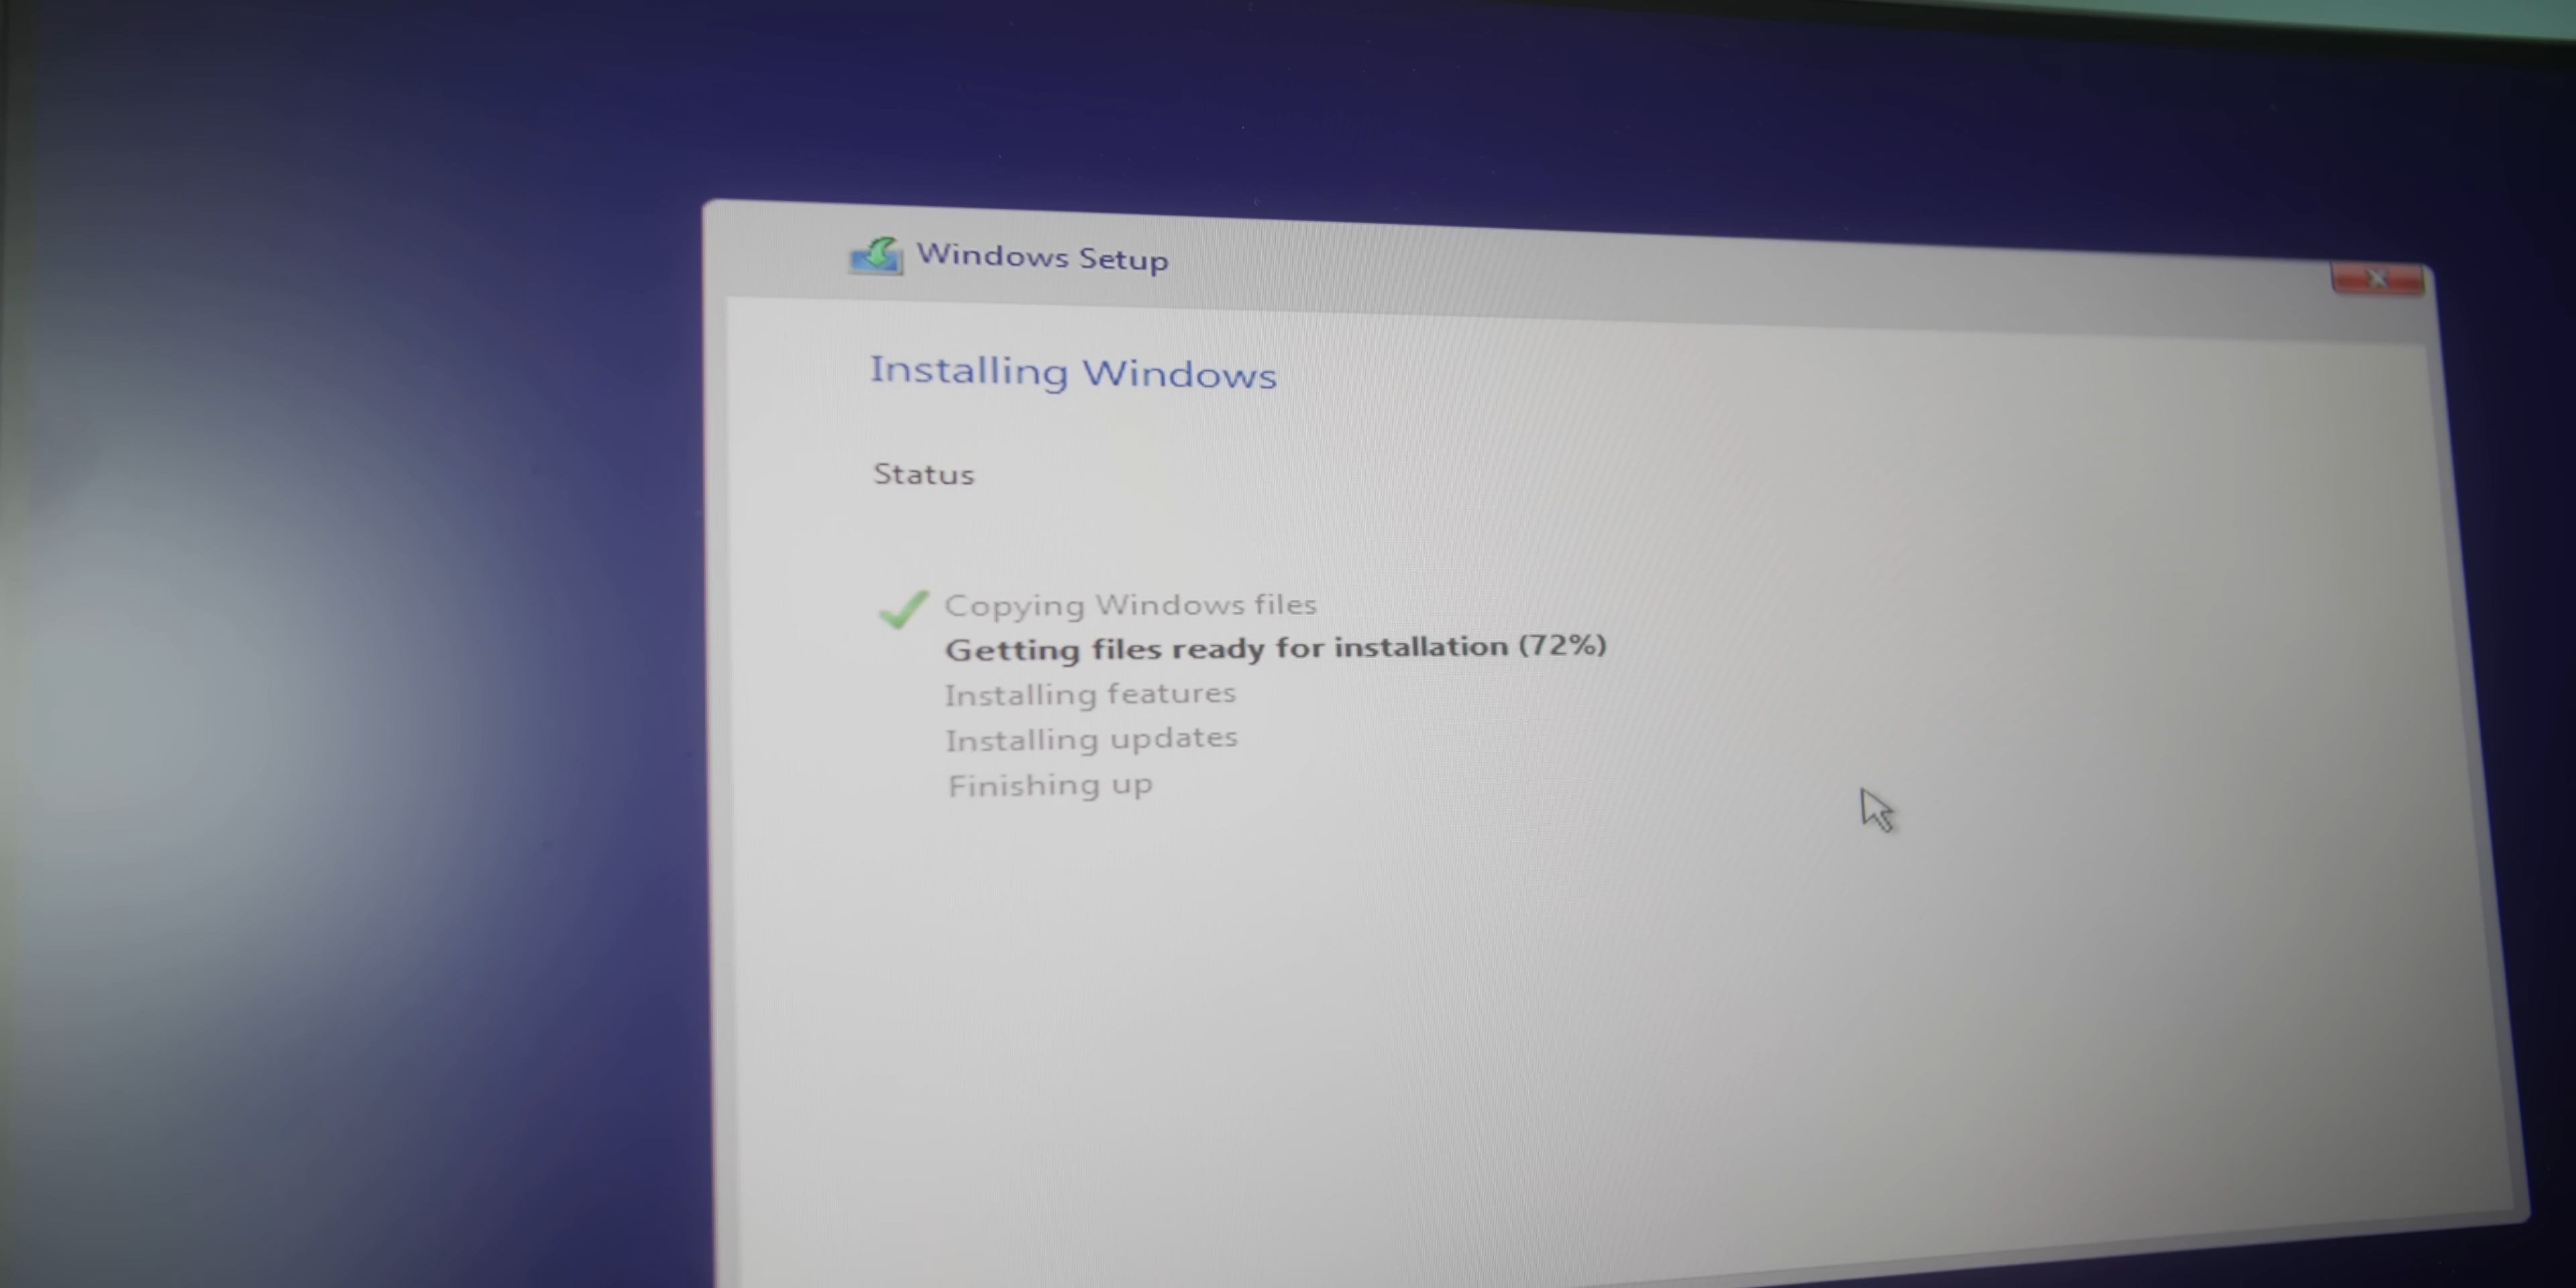 Windows Setup
Installing Windows
Status
Copying Windows files
Getting files ready for installation (72%)
Installing features
Installing updates
Finishing up